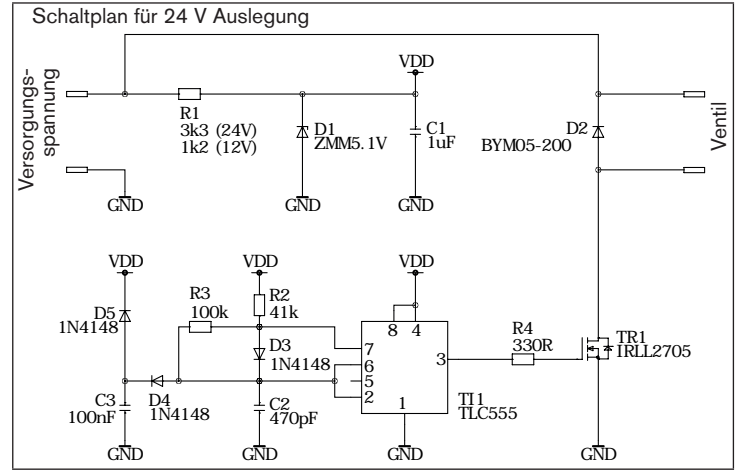 Schaltplan für 24 V Auslegung
Versorgungs-
spannung
R1
3k3 (24V)
1k2 (12V)
GND
D1
ZMM5.1V
GND
VDD
C1
1uF
GND
D2
BYM05-200
Ventil
VDD
D5
1N4148
C3
100nF
GND
D4
1N4148
R3
100k
VDD
R2
41k
D3
1N4148
C2
470pF
GND
VDD
8 4
7
6
5
2
3
1
TI1
TLC555
GND
R4
330R
TR1
IRLL2705
GND